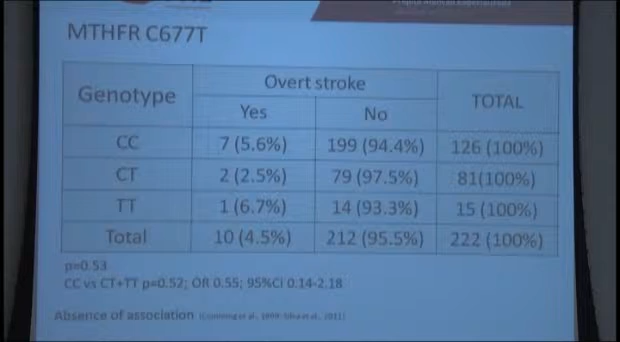 MTHFR C677T
Genotype Overt stroke TOTAL
Yes No
CC 7 (5.6%) 199 (94.4%) 126 (100%)
CT 2 (2.5%) 79 (97.5%) 81(100%)
TT 1 (6.7%) 14 (93.3%) 15 (100%)
Total 10 (4.5%) 212 (95.5%) 222 (100%)
p=0.53
CC vs CT+TT p=0.52; OR 0.55; 95%CI 0.14-2.18
Absence of association